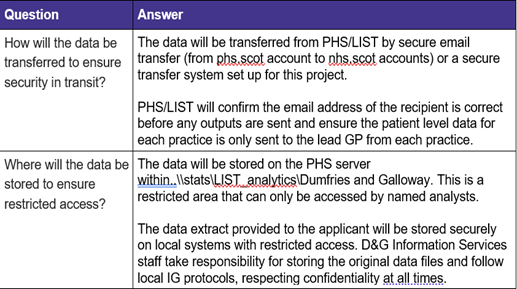 Question Answer
How will the data be The data will be transferred from PHS/LIST by secure email
transferred to ensure transfer (from phs.scot account to nhs.scot accounts) or a secure
security in transit? transfer system set up for this project.
PHS/LIST will confirm the email address of the recipient is correct
before any outputs are sent and ensure the patient level data for
each practice is only sent to the lead GP from each practice.
Where will the data be The data will be stored on the PHS server
stored to ensure within..\\stats\LIST_analytics\Dumfries and Galloway. This is a
restricted access? restricted area that can only be accessed by named analysts.
The data extract provided to the applicant will be stored securely
on local systems with restricted access. D&G Information Services
staff take responsibility for storing the original data files and follow
local IG protocols, respecting confidentiality at all times.